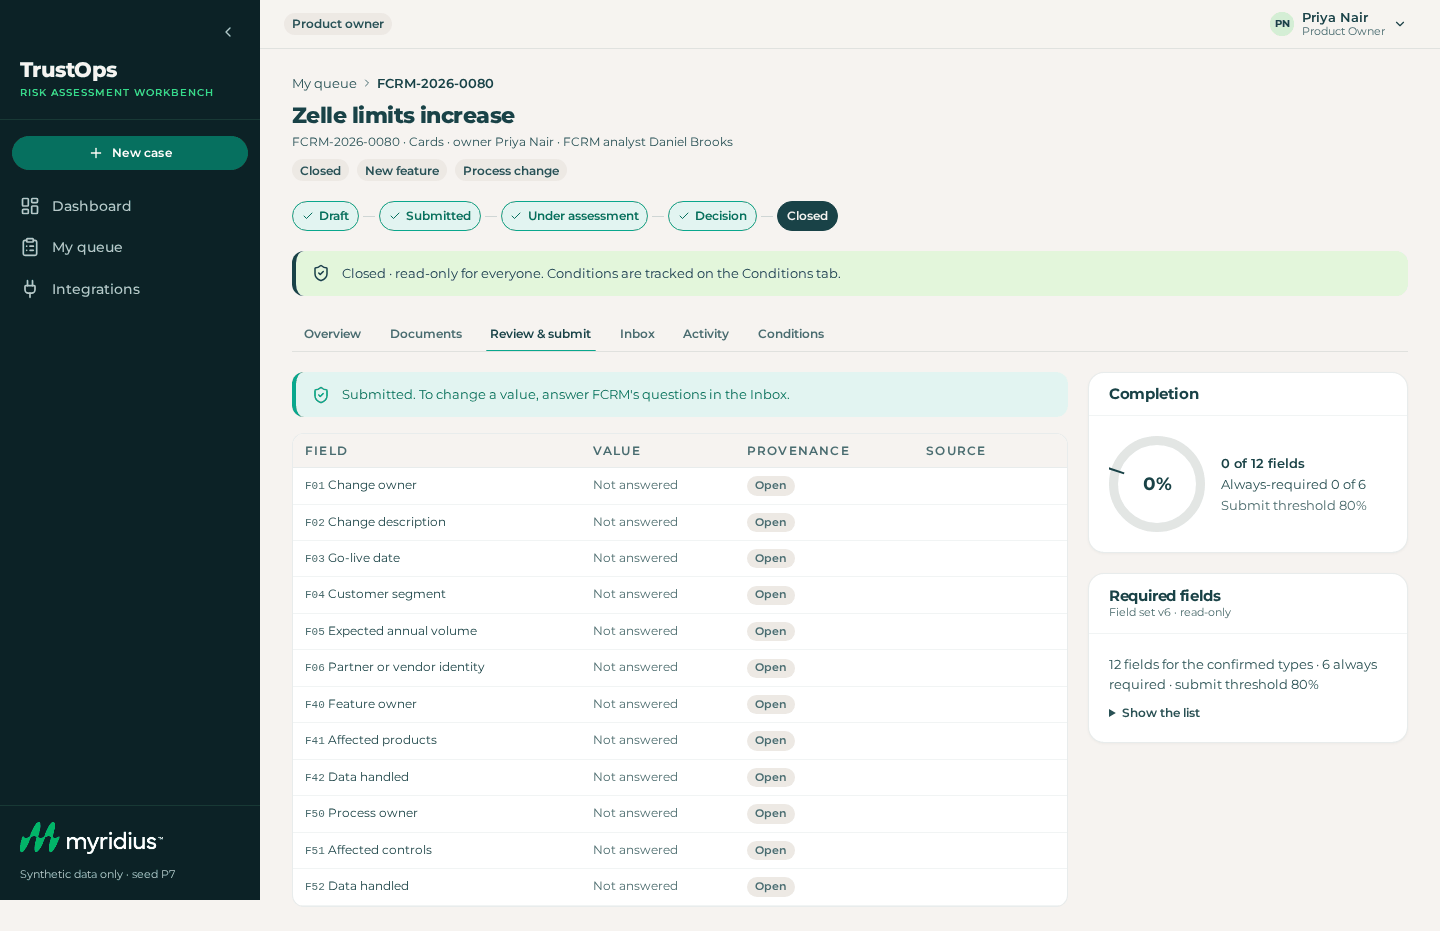 TrustOps
RISK ASSESSMENT WORKBENCH
New case
Dashboard
My queue
Integrations
myridius™
Synthetic data only · seed P7
Product owner
PN
Priya Nair
Product Owner
My queue > FCRM-2026-0080
Zelle limits increase
FCRM-2026-0080 · Cards · owner Priya Nair · FCRM analyst Daniel Brooks
Closed New feature Process change
Draft Submitted Under assessment Decision Closed
Closed · read-only for everyone. Conditions are tracked on the Conditions tab.
Overview Documents Review & submit Inbox Activity Conditions
Submitted. To change a value, answer FCRM's questions in the Inbox.
FIELD VALUE PROVENANCE SOURCE
F01 Change owner Not answered Open
F02 Change description Not answered Open
F03 Go-live date Not answered Open
F04 Customer segment Not answered Open
F05 Expected annual volume Not answered Open
F06 Partner or vendor identity Not answered Open
F40 Feature owner Not answered Open
F41 Affected products Not answered Open
F42 Data handled Not answered Open
F50 Process owner Not answered Open
F51 Affected controls Not answered Open
F52 Data handled Not answered Open
Completion
0%
0 of 12 fields
Always-required 0 of 6
Submit threshold 80%
Required fields
Field set v6 · read-only
12 fields for the confirmed types · 6 always
required · submit threshold 80%
Show the list